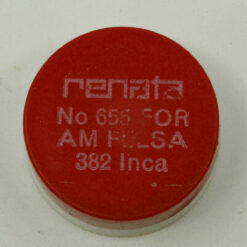 renata
No 656 FOR
AM FELSA
382 Inca